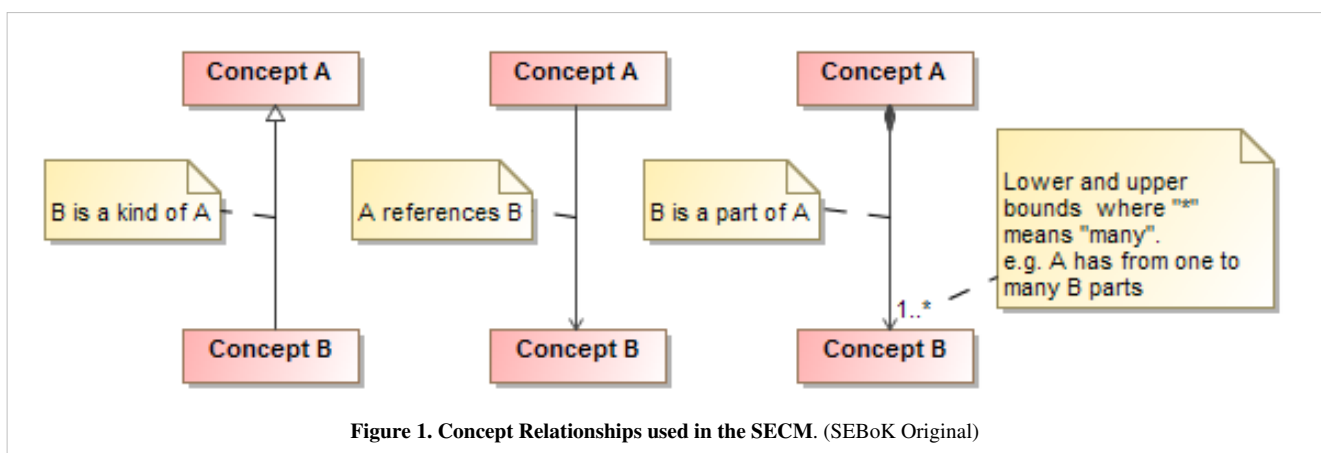 Concept A
Concept A
Concept A
B is a kind of A
A references B
B is a part of A
Lower and upper
bounds  where "*"
means "many".
e.g. A has from one to
many B parts
1..*
Concept B
Concept B
Concept B
Figure 1. Concept Relationships used in the SECM. (SEBoK Original)